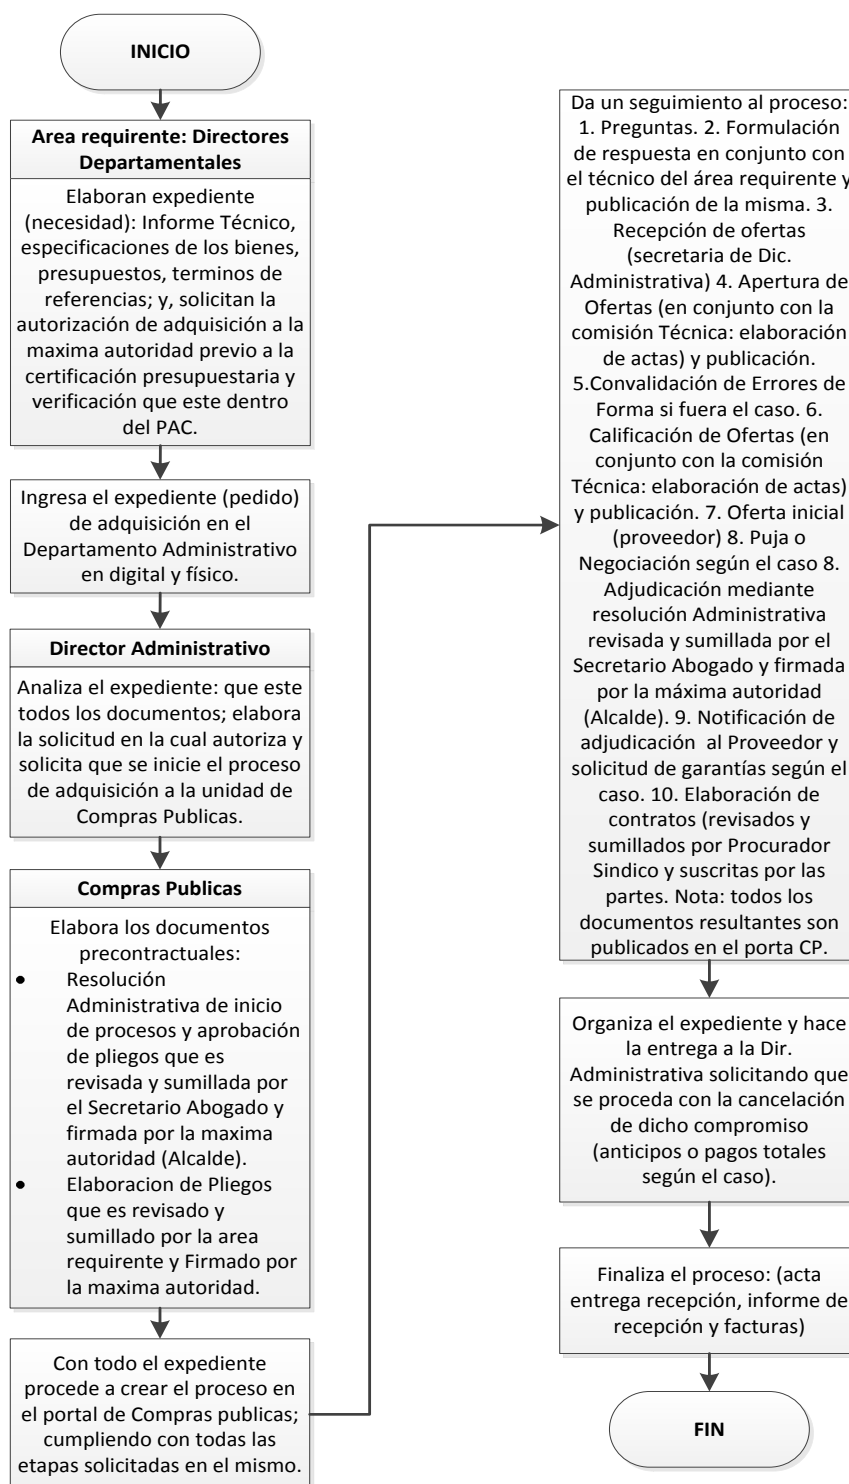 INICIO
Area requirente: Directores
Departamentales
Elaboran expediente
(necesidad): Informe Técnico,
especificaciones de los bienes,
presupuestos, terminos de
referencias; y, solicitan la
autorización de adquisición a la
maxima autoridad previo a la
certificación presupuestaria y
verificación que este dentro
del PAC.
Ingresa el expediente (pedido)
de adquisición en el
Departamento Administrativo
en digital y físico.
Director Administrativo
Analiza el expediente: que este
todos los documentos; elabora
la solicitud en la cual autoriza y
solicita que se inicie el proceso
de adquisición a la unidad de
Compras Publicas.
Compras Publicas
Elabora los documentos
precontractuales:
• Resolución
Administrativa de inicio
de procesos y aprobación
de pliegos que es
revisada y sumillada por
el Secretario Abogado y
firmada por la maxima
autoridad (Alcalde).
• Elaboracion de Pliegos
que es revisado y
sumillado por la area
requirente y Firmado por
la maxima autoridad.
Con todo el expediente
procede a crear el proceso en
el portal de Compras publicas;
cumpliendo con todas las
etapas solicitadas en el mismo.
Da un seguimiento al proceso:
1. Preguntas. 2. Formulación
de respuesta en conjunto con
el técnico del área requirente y
publicación de la misma. 3.
Recepción de ofertas
(secretaria de Dic.
Administrativa) 4. Apertura de
Ofertas (en conjunto con la
comisión Técnica: elaboración
de actas) y publicación.
5.Convalidación de Errores de
Forma si fuera el caso. 6.
Calificación de Ofertas (en
conjunto con la comisión
Técnica: elaboración de actas)
y publicación. 7. Oferta inicial
(proveedor) 8. Puja o
Negociación según el caso 8.
Adjudicación mediante
resolución Administrativa
revisada y sumillada por el
Secretario Abogado y firmada
por la máxima autoridad
(Alcalde). 9. Notificación de
adjudicación al Proveedor y
solicitud de garantías según el
caso. 10. Elaboración de
contratos (revisados y
sumillados por Procurador
Sindico y suscritas por las
partes. Nota: todos los
documentos resultantes son
publicados en el porta CP.
Organiza el expediente y hace
la entrega a la Dir.
Administrativa solicitando que
se proceda con la cancelación
de dicho compromiso
(anticipos o pagos totales
según el caso).
Finaliza el proceso: (acta
entrega recepción, informe de
recepción y facturas)
FIN